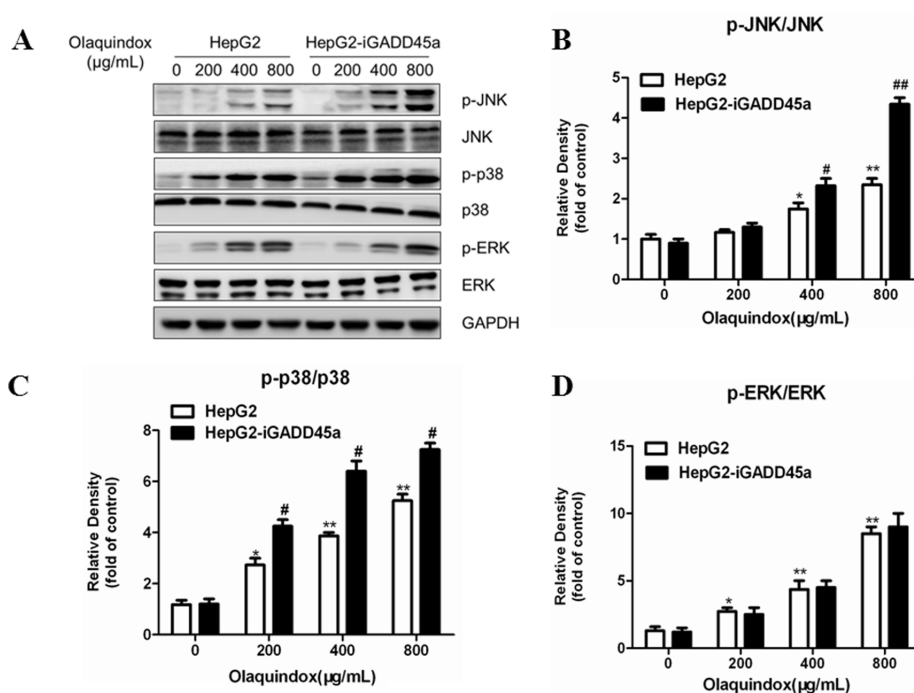 A
Olaquindox
(µg/mL)
HepG2 HepG2-iGADD45a
0 200 400 800 0 200 400 800
p-JNK
JNK
p-p38
p38
p-ERK
ERK
GAPDH
B
p-JNK/JNK
HepG2
HepG2-iGADD45a
Relative Density
(fold of control)
5
4
3
2
1
0
* # ** ##
0 200 400 800
Olaquindox(µg/mL)
C
p-p38/p38
HepG2
HepG2-iGADD45a
Relative Density
(fold of control)
8
6
4
2
0
* # ** # ** #
0 200 400 800
Olaquindox(µg/mL)
D
p-ERK/ERK
HepG2
HepG2-iGADD45a
Relative Density
(fold of control)
15
10
5
0
* ** **
0 200 400 800
Olaquindox(µg/mL)